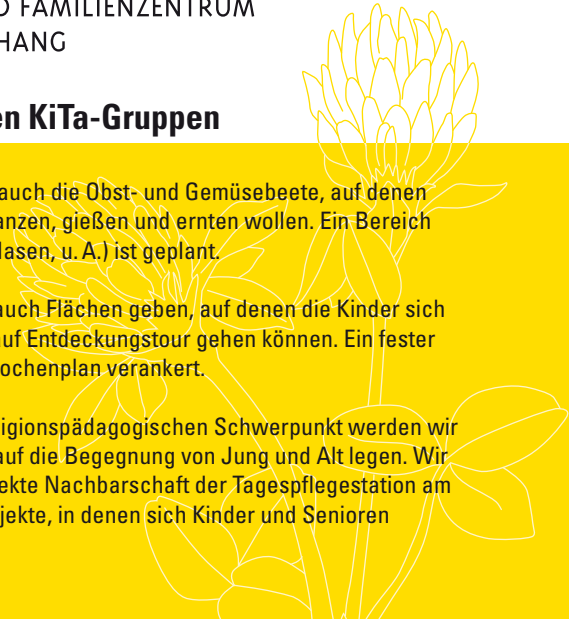 FAMILIENZENTRUM
HANG
KiTa-Gruppen
auch die Obst- und Gemüsebeete, auf denen
anzen, gießen und ernten wollen. Ein Bereich
u. A.) ist geplant.
auch Flächen geben, auf denen die Kinder sich
auf Entdeckungstour gehen können. Ein fester
ochenplan verankert.
igionspädagogischen Schwerpunkt werden wir
auf die Begegnung von Jung und Alt legen. Wir
ekte Nachbarschaft der Tagespflegestation am
jekte, in denen sich Kinder und Senioren